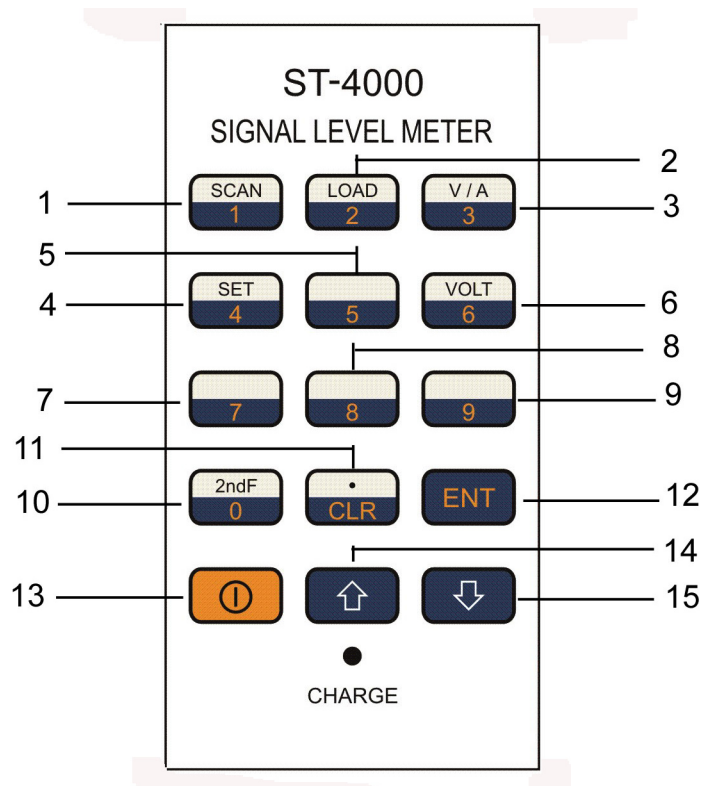 ST-4000
SIGNAL LEVEL METER
2
SCAN LOAD V / A
1 1 2 3 3
5
SET VOLT
4 4 5 6 6
8
7 7 8 9 9
11
2ndF •
10 0 CLR ENT 12
14
13 15
CHARGE